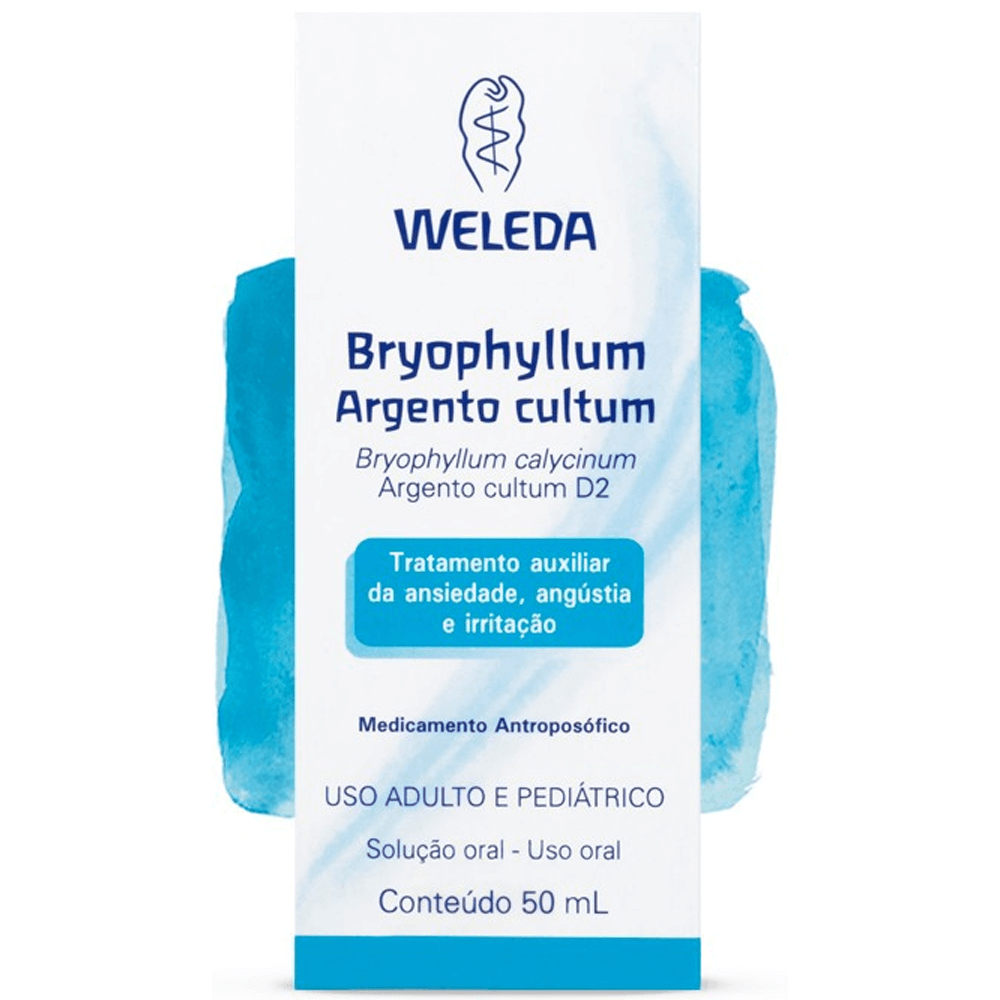 WELEDA
Bryophyllum
Argento cultum
Bryophyllum calycinum
Argento cultum D2
Tratamento auxiliar
da ansiedade, angústia
e irritação
Medicamento Antroposófico
USO ADULTO E PEDIÁTRICO
Solução oral - Uso oral
Conteúdo 50 mL